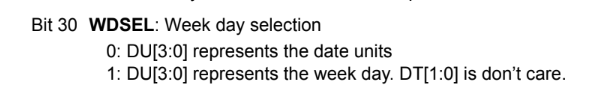 Bit 30 WDSEL: Week day selection
0: DU[3:0] represents the date units
1: DU[3:0] represents the week day. DT[1:0] is don’t care.